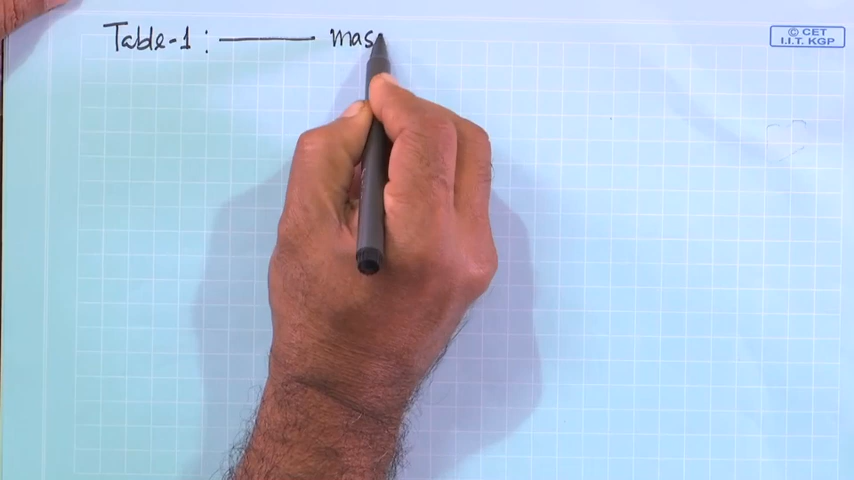 Table-1 : ——— mas
© CET
I.I.T. KGP